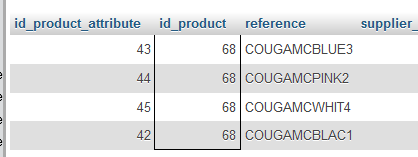 id_product_attribute id_product reference supplier_
43 68 COUGAMCBLUE3
44 68 COUGAMCPINK2
45 68 COUGAMCWHIT4
42 68 COUGAMCBLAC1